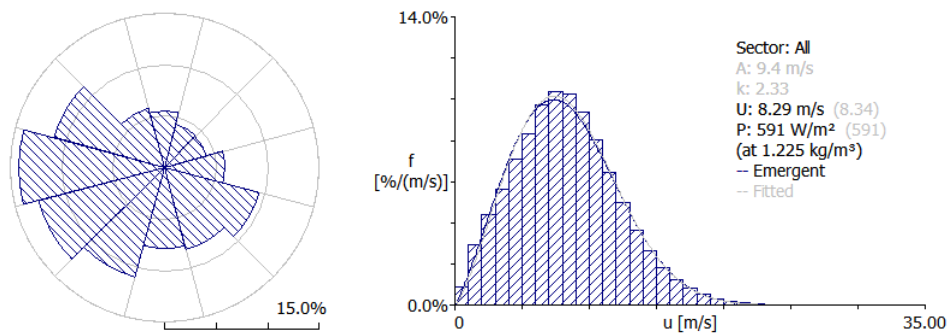 15.0%
14.0%
f
[%/(m/s)]
0.0%
0
u [m/s]
35.00
Sector: All
A: 9.4 m/s
k: 2.33
U: 8.29 m/s (8.34)
P: 591 W/m² (591)
(at 1.225 kg/m³)
-- Emergent
-- Fitted